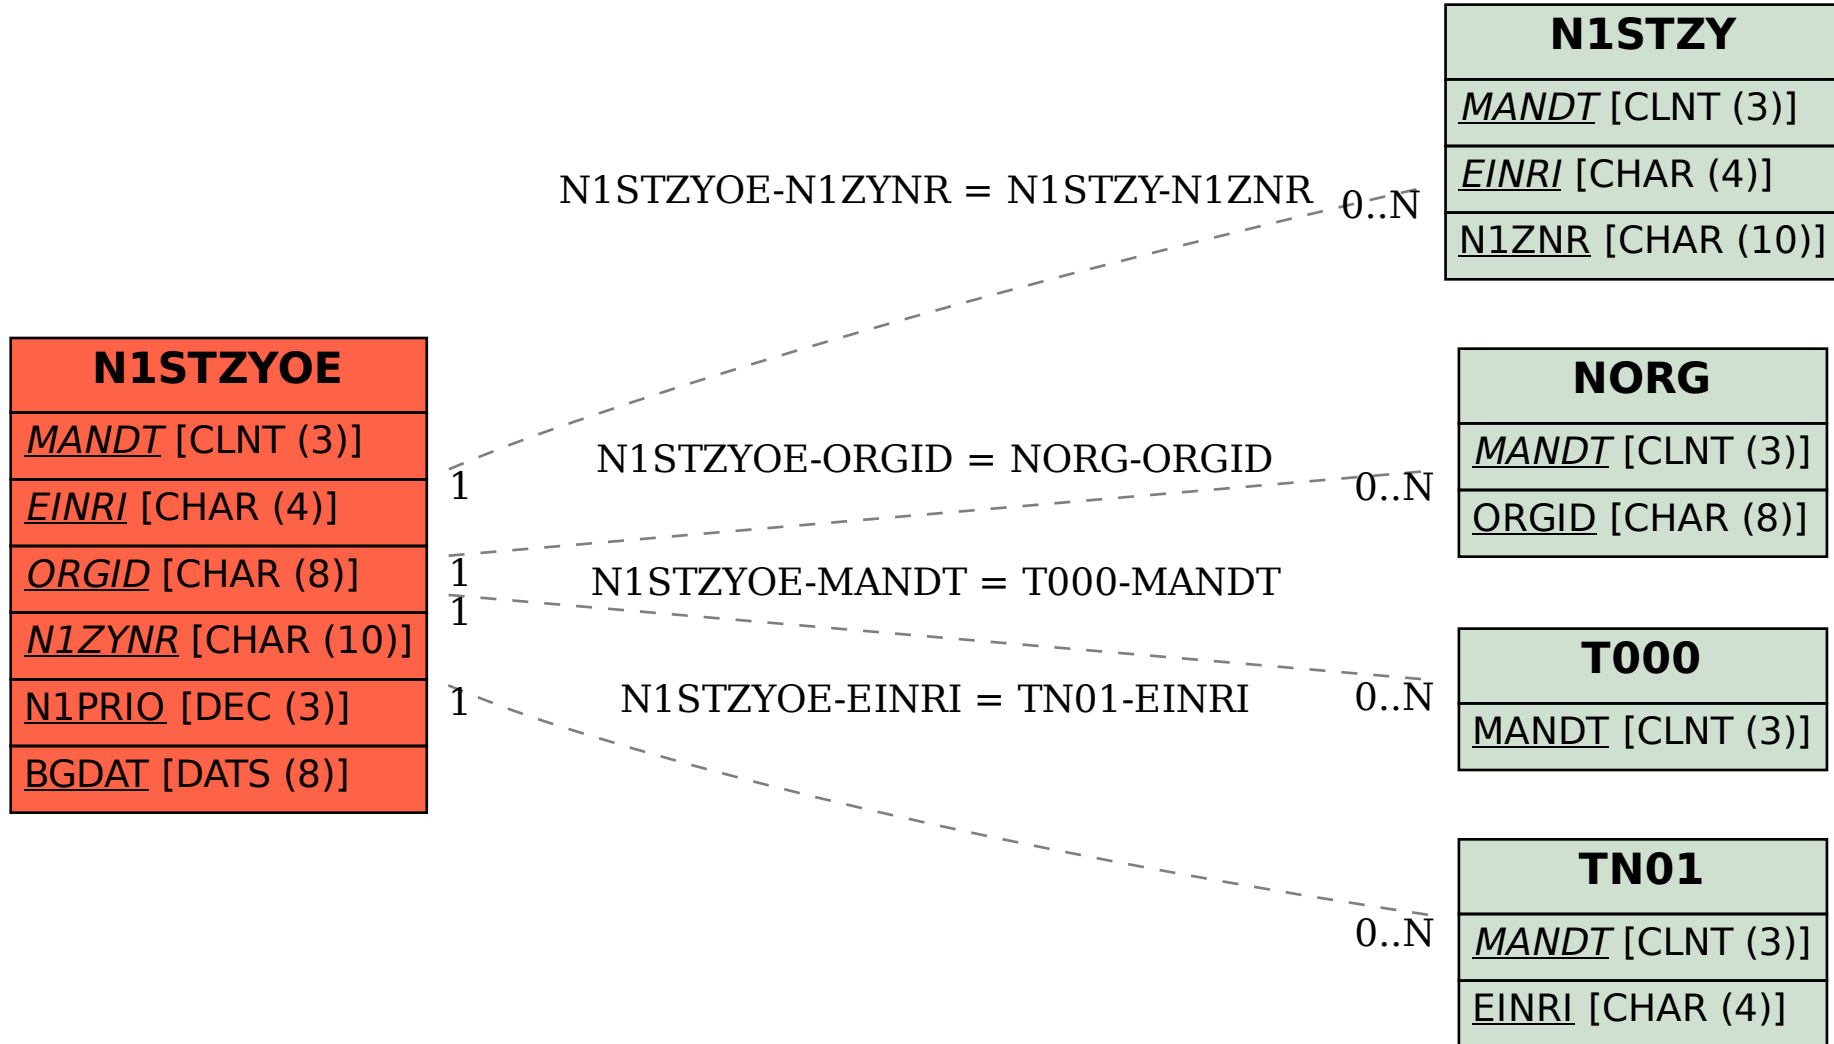 N1STZYOE
MANDT [CLNT (3)]
EINRI [CHAR (4)]
ORGID [CHAR (8)]
N1ZYNR [CHAR (10)]
N1PRIO [DEC (3)]
BGDAT [DATS (8)]
N1STZYOE-N1ZYNR = N1STZY-N1ZNR
0..N
1
N1STZYOE-ORGID = NORG-ORGID
0..N
1
N1STZYOE-MANDT = T000-MANDT
1
0..N
N1STZYOE-EINRI = TN01-EINRI
1
0..N
N1STZY
MANDT [CLNT (3)]
EINRI [CHAR (4)]
N1ZNR [CHAR (10)]
NORG
MANDT [CLNT (3)]
ORGID [CHAR (8)]
T000
MANDT [CLNT (3)]
TN01
MANDT [CLNT (3)]
EINRI [CHAR (4)]